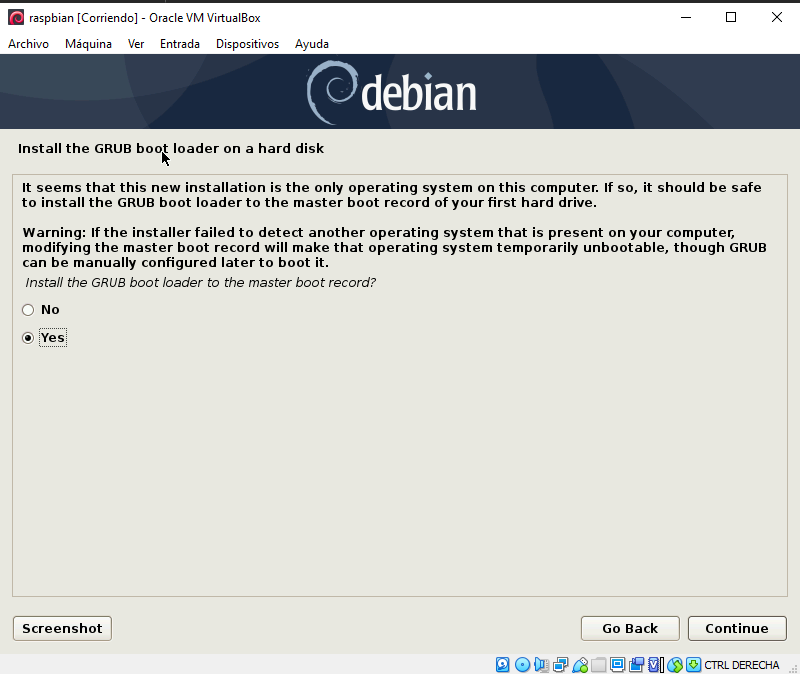 raspbian [Corriendo] - Oracle VM VirtualBox
Archivo Máquina Ver Entrada Dispositivos Ayuda
debian
Install the GRUB boot loader on a hard disk
It seems that this new installation is the only operating system on this computer. If so, it should be safe
to install the GRUB boot loader to the master boot record of your first hard drive.
Warning: If the installer failed to detect another operating system that is present on your computer,
modifying the master boot record will make that operating system temporarily unbootable, though GRUB
can be manually configured later to boot it.
Install the GRUB boot loader to the master boot record?
No
Yes
Screenshot Go Back Continue
CTRL DERECHA